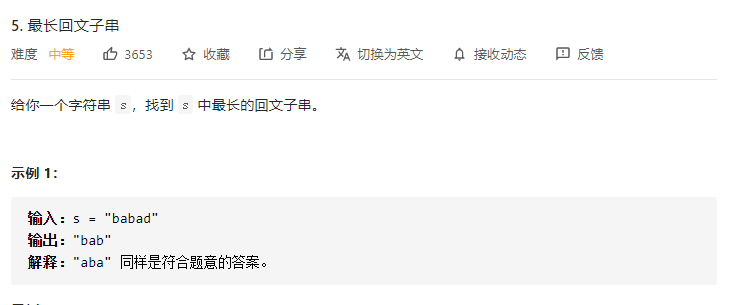 5. 最长回文子串
难度 中等 3653 收藏 分享 切换为英文 接收动态 反馈
给你一个字符串 s，找到 s 中最长的回文子串。
示例 1：
输入：s = "babad"
输出："bab"
解释："aba" 同样是符合题意的答案。